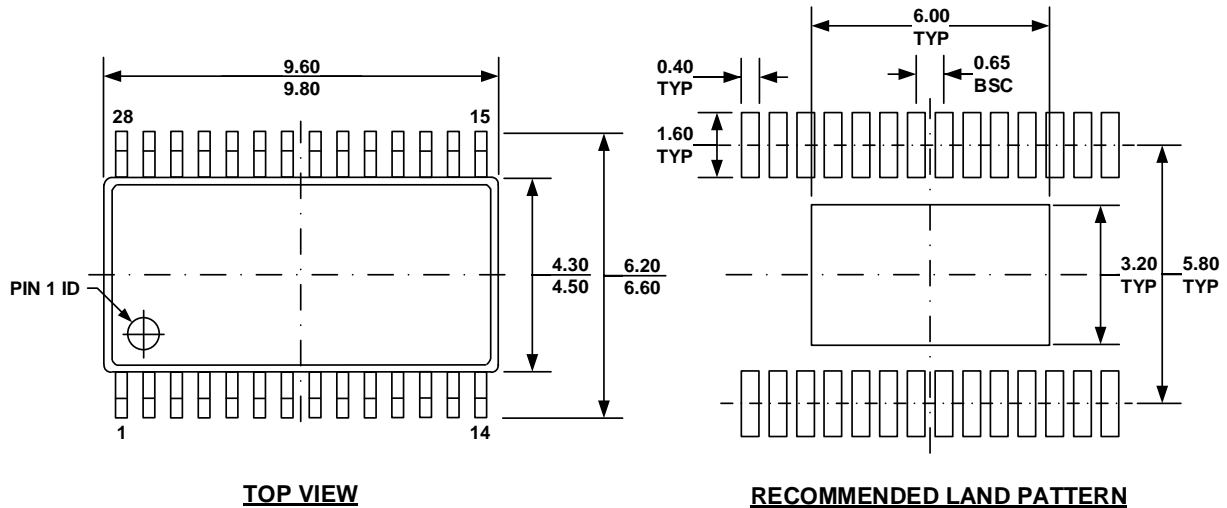 9.60
9.80
28
15
4.30
4.50
6.20
6.60
PIN 1 ID
1
14
TOP VIEW
6.00
TYP
0.40
TYP
0.65
BSC
1.60
TYP
3.20
TYP
5.80
TYP
RECOMMENDED LAND PATTERN